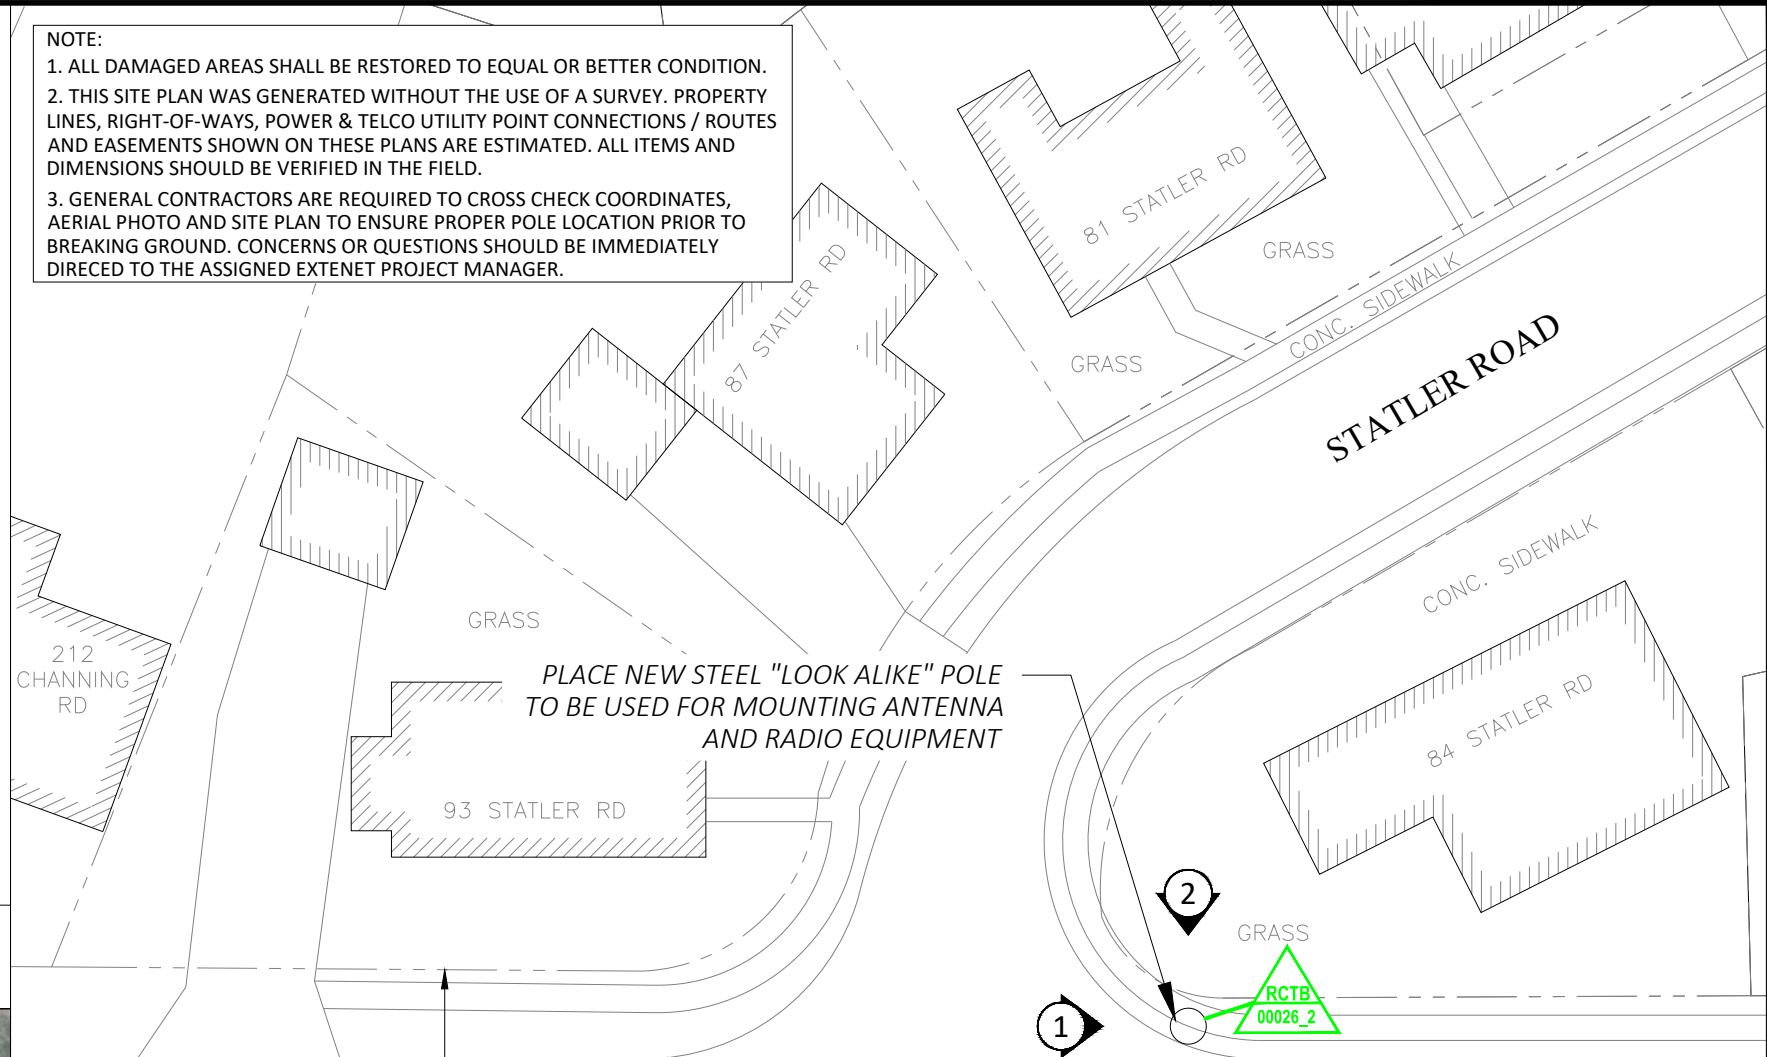 NOTE:
1. ALL DAMAGED AREAS SHALL BE RESTORED TO EQUAL OR BETTER CONDITION.
2. THIS SITE PLAN WAS GENERATED WITHOUT THE USE OF A SURVEY. PROPERTY
LINES, RIGHT-OF-WAYS, POWER & TELCO UTILITY POINT CONNECTIONS / ROUTES
AND EASEMENTS SHOWN ON THESE PLANS ARE ESTIMATED. ALL ITEMS AND
DIMENSIONS SHOULD BE VERIFIED IN THE FIELD.
3. GENERAL CONTRACTORS ARE REQUIRED TO CROSS CHECK COORDINATES,
AERIAL PHOTO AND SITE PLAN TO ENSURE PROPER POLE LOCATION PRIOR TO
BREAKING GROUND. CONCERNS OR QUESTIONS SHOULD BE IMMEDIATELY
DIRECED TO THE ASSIGNED EXTENET PROJECT MANAGER.
81 STATLER RD
GRASS
87 STATLER RD
CONC. SIDEWALK
GRASS
STATLER ROAD
CONC. SIDEWALK
GRASS
212
CHANNING
RD
PLACE NEW STEEL "LOOK ALIKE" POLE
TO BE USED FOR MOUNTING ANTENNA
AND RADIO EQUIPMENT
84 STATLER RD
93 STATLER RD
2
GRASS
RCTB
00026_2
1